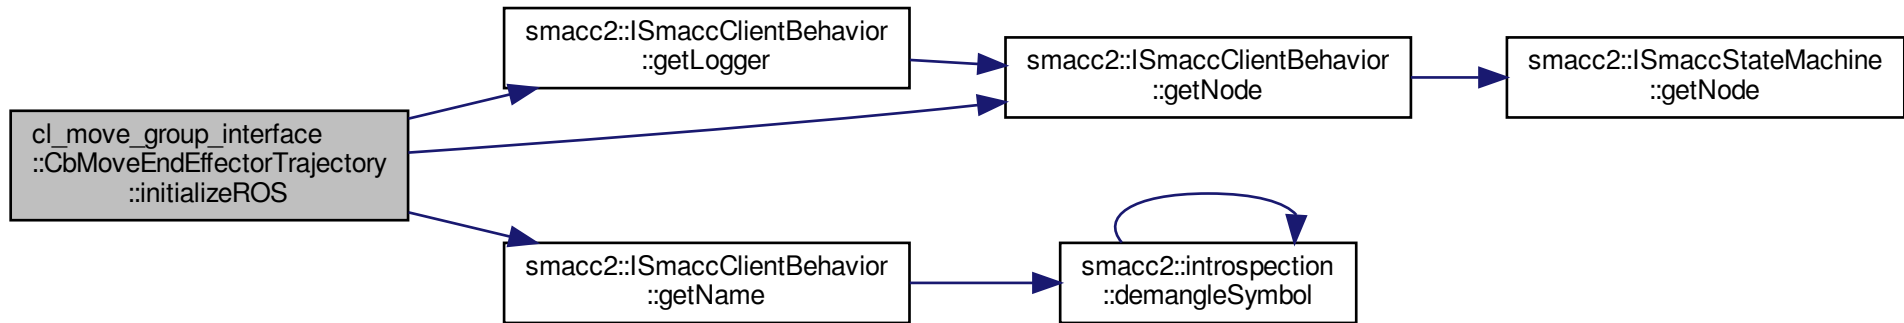 cl_move_group_interface
::CbMoveEndEffectorTrajectory
::initializeROS
smacc2::ISmaccClientBehavior
::getLogger
smacc2::ISmaccClientBehavior
::getNode
smacc2::ISmaccStateMachine
::getNode
smacc2::ISmaccClientBehavior
::getName
smacc2::introspection
::demangleSymbol